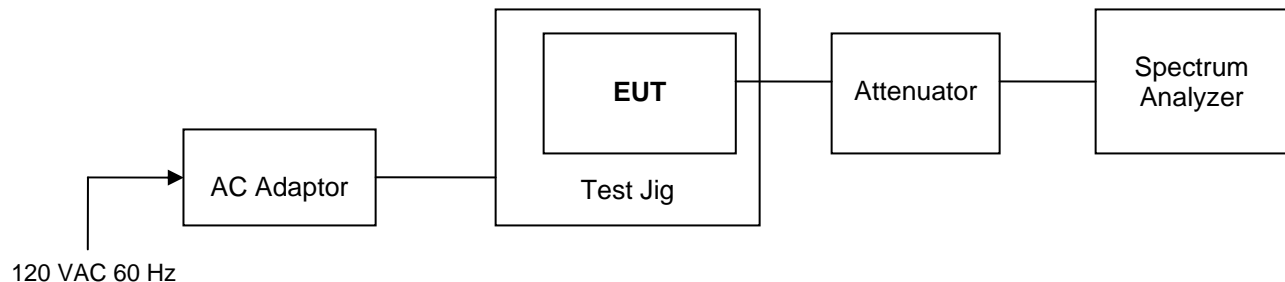 EUT
Attenuator
Spectrum
Analyzer
AC Adaptor
Test Jig
120 VAC 60 Hz